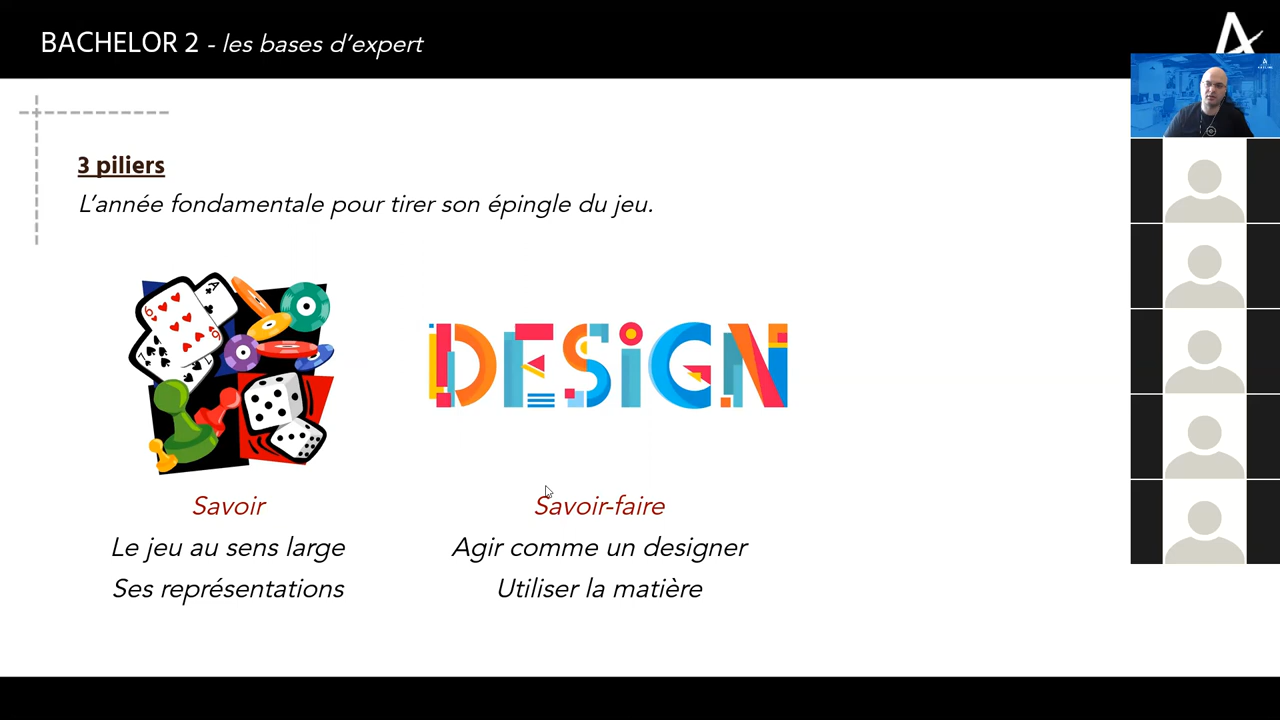 BACHELOR 2 - les bases d'expert
3 piliers
L'année fondamentale pour tirer son épingle du jeu.
DESiGN
Savoir
Le jeu au sens large
Ses représentations
Savoir-faire
Agir comme un designer
Utiliser la matière